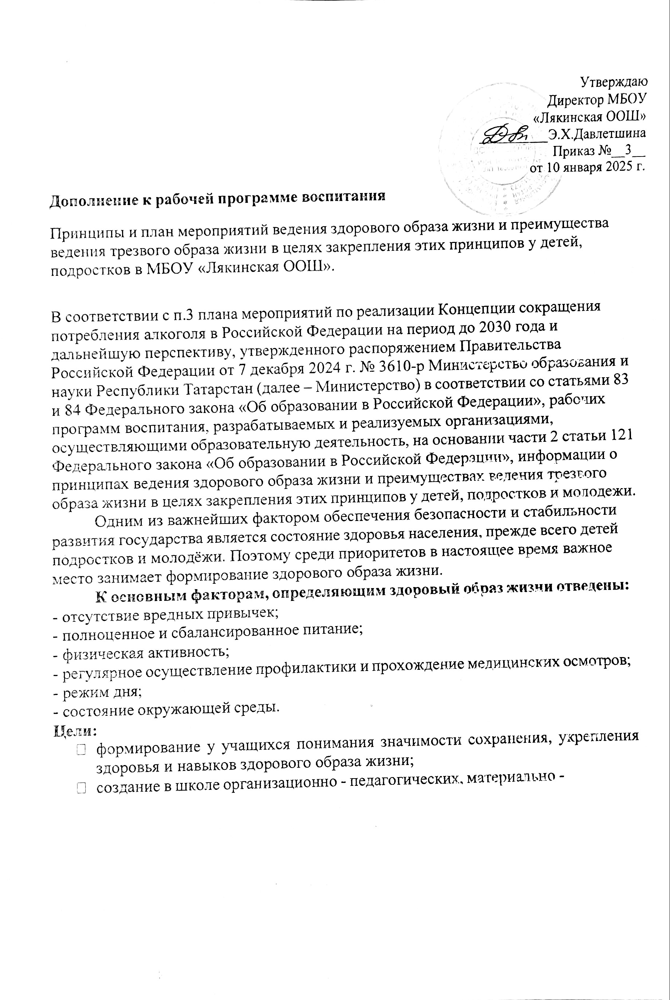 Утверждаю
Директор МБОУ
«Лякинская ООШ»
Э.Х.Давлетшина
Приказ №__3__
от 10 января 2025 г.
Дополнение к рабочей программе воспитания
Принципы и план мероприятий ведения здорового образа жизни и преимущества
ведения трезвого образа жизни в целях закрепления этих принципов у детей,
подростков в МБОУ «Лякинская ООШ».
В соответствии с п.3 плана мероприятий по реализации Концепции сокращения
потребления алкоголя в Российской Федерации на период до 2030 года и
дальнейшую перспективу, утвержденного распоряжением Правительства
Российской Федерации от 7 декабря 2024 г. № 3610-р Министерство образования и
науки Республики Татарстан (далее – Министерство) в соответствии со статьями 83
и 84 Федерального закона «Об образовании в Российской Федерации», рабочих
программ воспитания, разрабатываемых и реализуемых организациями,
осуществляющими образовательную деятельность, на основании части 2 статьи 121
Федерального закона «Об образовании в Российской Федерации», информации о
принципах ведения здорового образа жизни и преимуществах ведения трезвого
образа жизни в целях закрепления этих принципов у детей, подростков и молодежи.
Одним из важнейших фактором обеспечения безопасности и стабильности
развития государства является состояние здоровья населения, прежде всего детей
подростков и молодёжи. Поэтому среди приоритетов в настоящее время важное
место занимает формирование здорового образа жизни.
К основным факторам, определяющим здоровый образ жизни отведены:
- отсутствие вредных привычек;
- полноценное и сбалансированное питание;
- физическая активность;
- регулярное осуществление профилактики и прохождение медицинских осмотров;
- режим дня;
- состояние окружающей среды.
Цели:
формирование у учащихся понимания значимости сохранения, укрепления
здоровья и навыков здорового образа жизни;
создание в школе организационно - педагогических, материально -